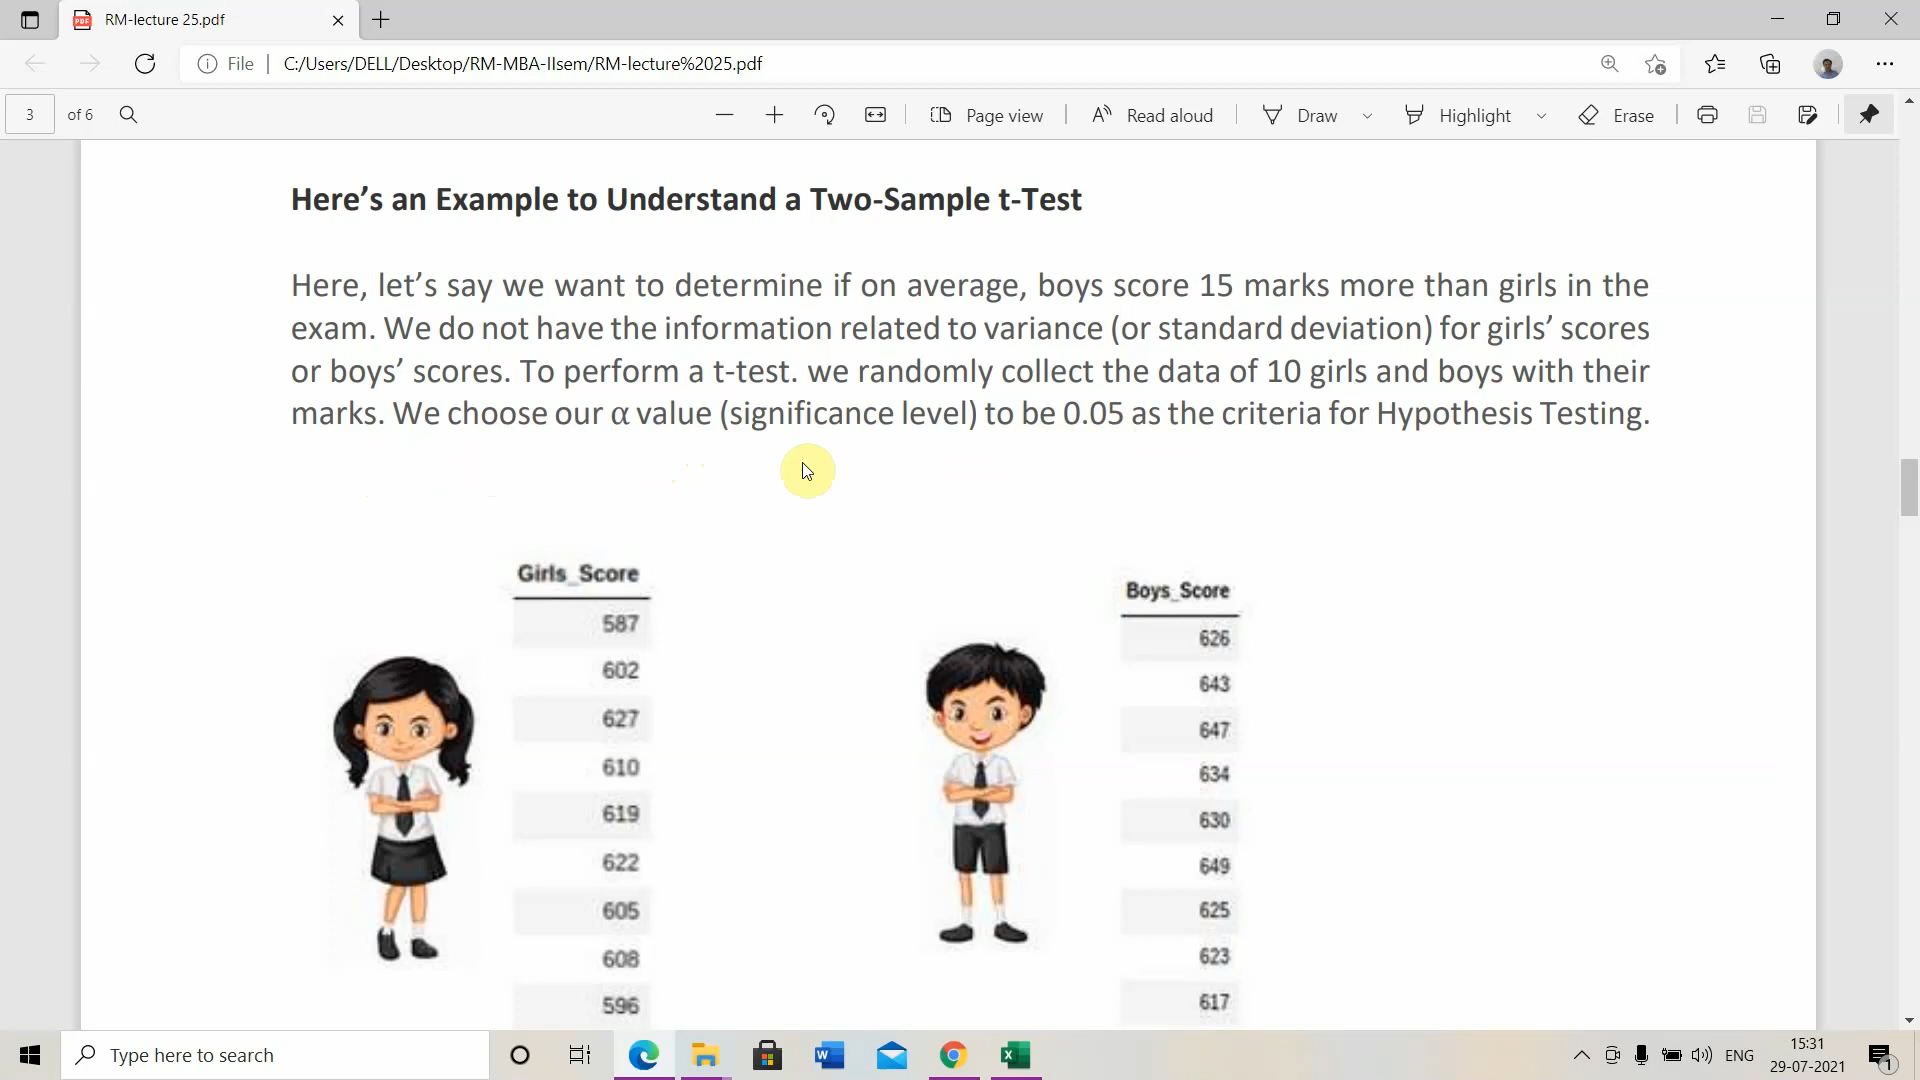 RM-lecture 25.pdf
File
C:/Users/DELL/Desktop/RM-MBA-IIsem/RM-lecture%2025.pdf
3 of 6
Page view
Read aloud
Draw
Highlight
Erase
Here’s an Example to Understand a Two-Sample t-Test
Here, let’s say we want to determine if on average, boys score 15 marks more than girls in the
exam. We do not have the information related to variance (or standard deviation) for girls’ scores
or boys’ scores. To perform a t-test. we randomly collect the data of 10 girls and boys with their
marks. We choose our α value (significance level) to be 0.05 as the criteria for Hypothesis Testing.
Girls_Score
587
602
627
610
619
622
605
608
596
Boys_Score
626
643
647
634
630
649
625
623
617
Type here to search
ENG
15:31
29-07-2021
1